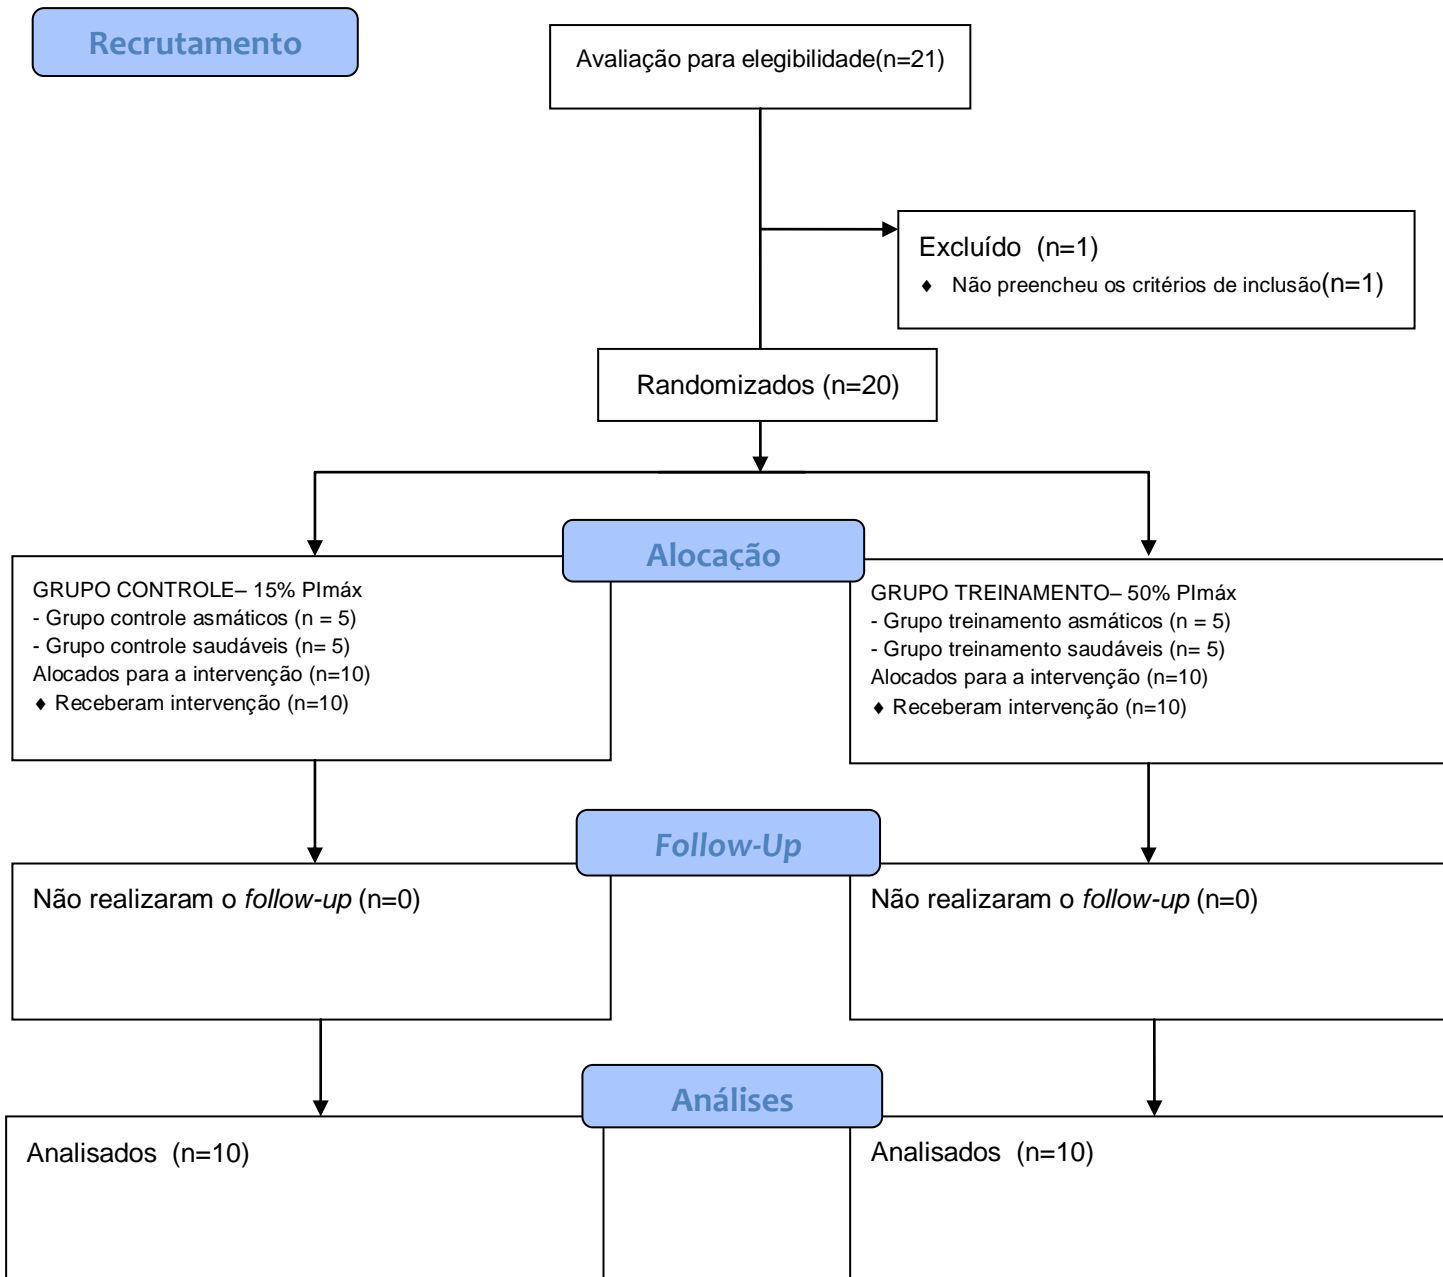 Recrutamento
Avaliação para elegibilidade(n=21)
Excluído (n=1)
♦ Não preencheu os critérios de inclusão(n=1)
Randomizados (n=20)
Alocação
GRUPO CONTROLE– 15% PImáx
- Grupo controle asmáticos (n = 5)
- Grupo controle saudáveis (n= 5)
Alocados para a intervenção (n=10)
♦ Receberam intervenção (n=10)
GRUPO TREINAMENTO– 50% PImáx
- Grupo treinamento asmáticos (n = 5)
- Grupo treinamento saudáveis (n= 5)
Alocados para a intervenção (n=10)
♦ Receberam intervenção (n=10)
Follow-Up
Não realizaram o follow-up (n=0)
Não realizaram o follow-up (n=0)
Análises
Analisados (n=10)
Analisados (n=10)